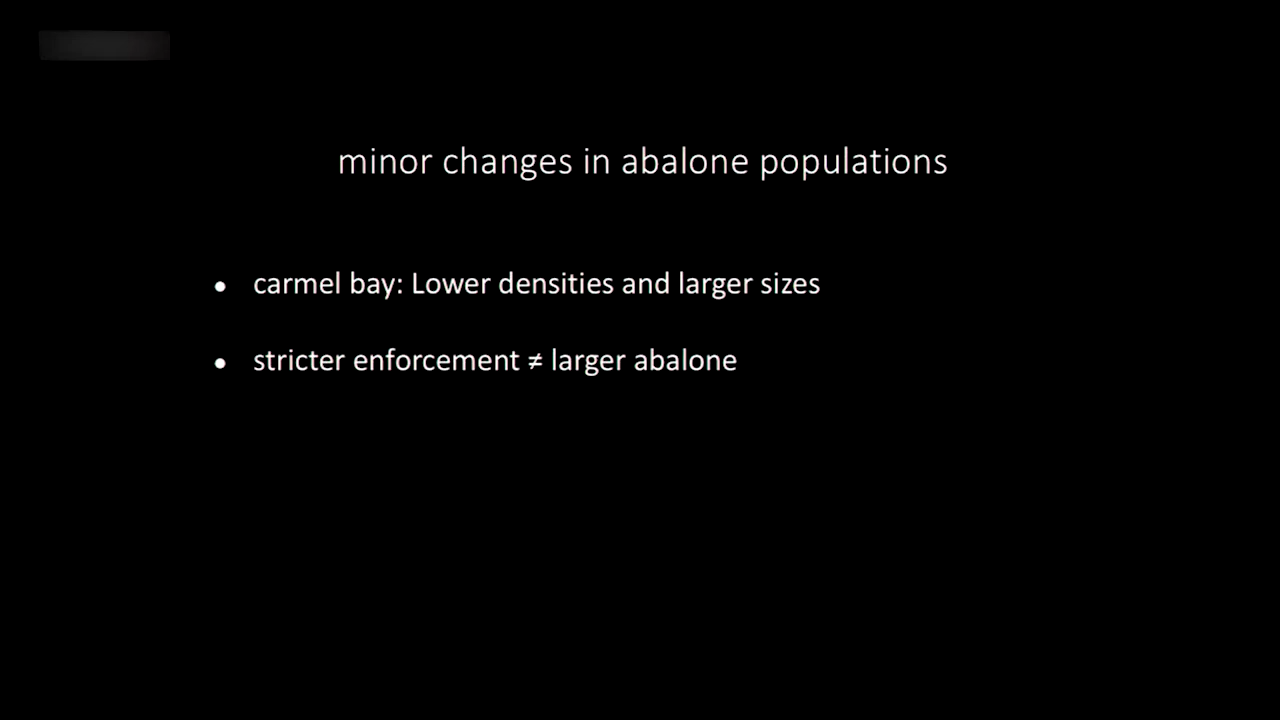 minor changes in abalone populations
• carmel bay: Lower densities and larger sizes
• stricter enforcement ≠ larger abalone